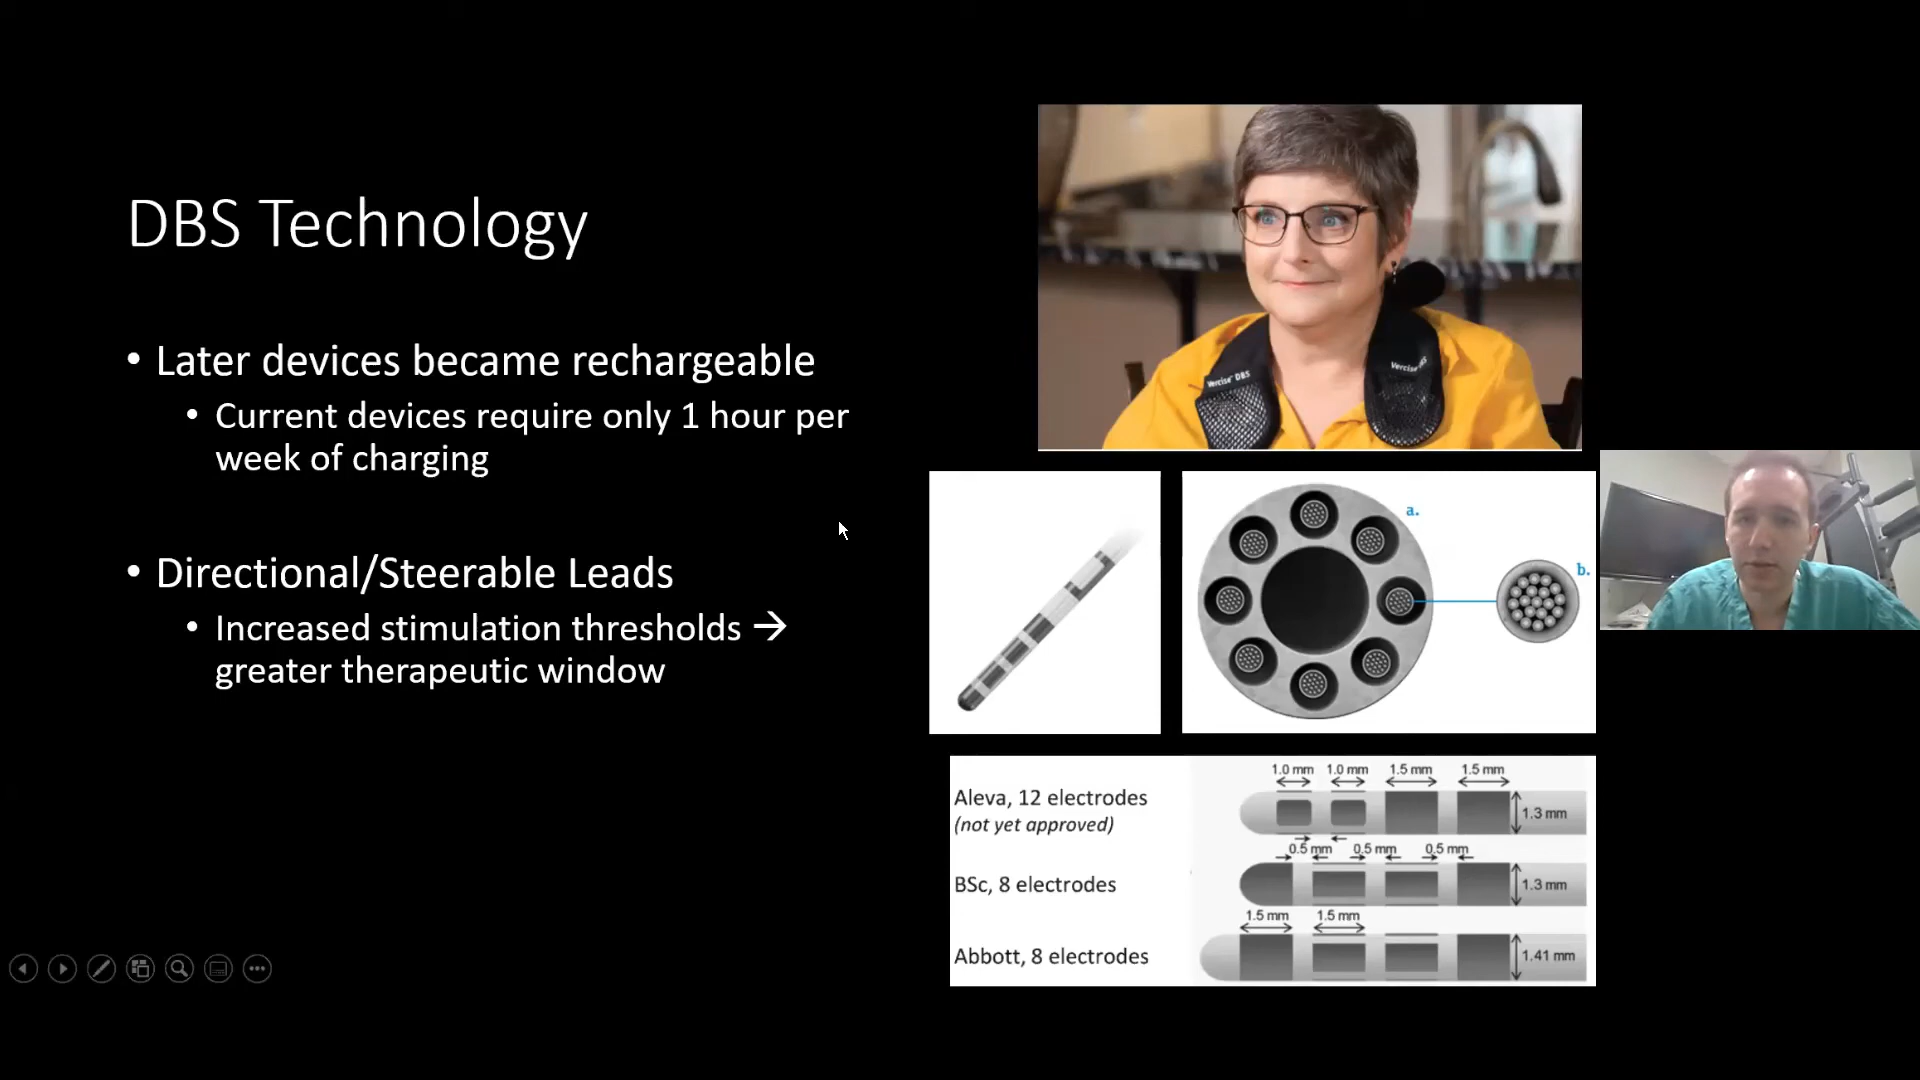 DBS Technology
• Later devices became rechargeable
• Current devices require only 1 hour per
week of charging
• Directional/Steerable Leads
• Increased stimulation thresholds →
greater therapeutic window
Vercise™ DBS
a.
b.
1.0 mm 1.0 mm 1.5 mm 1.5 mm
Aleva, 12 electrodes
(not yet approved)
1.3 mm
0.5 mm 0.5 mm 0.5 mm
BSc, 8 electrodes
1.3 mm
1.5 mm 1.5 mm
Abbott, 8 electrodes
1.41 mm